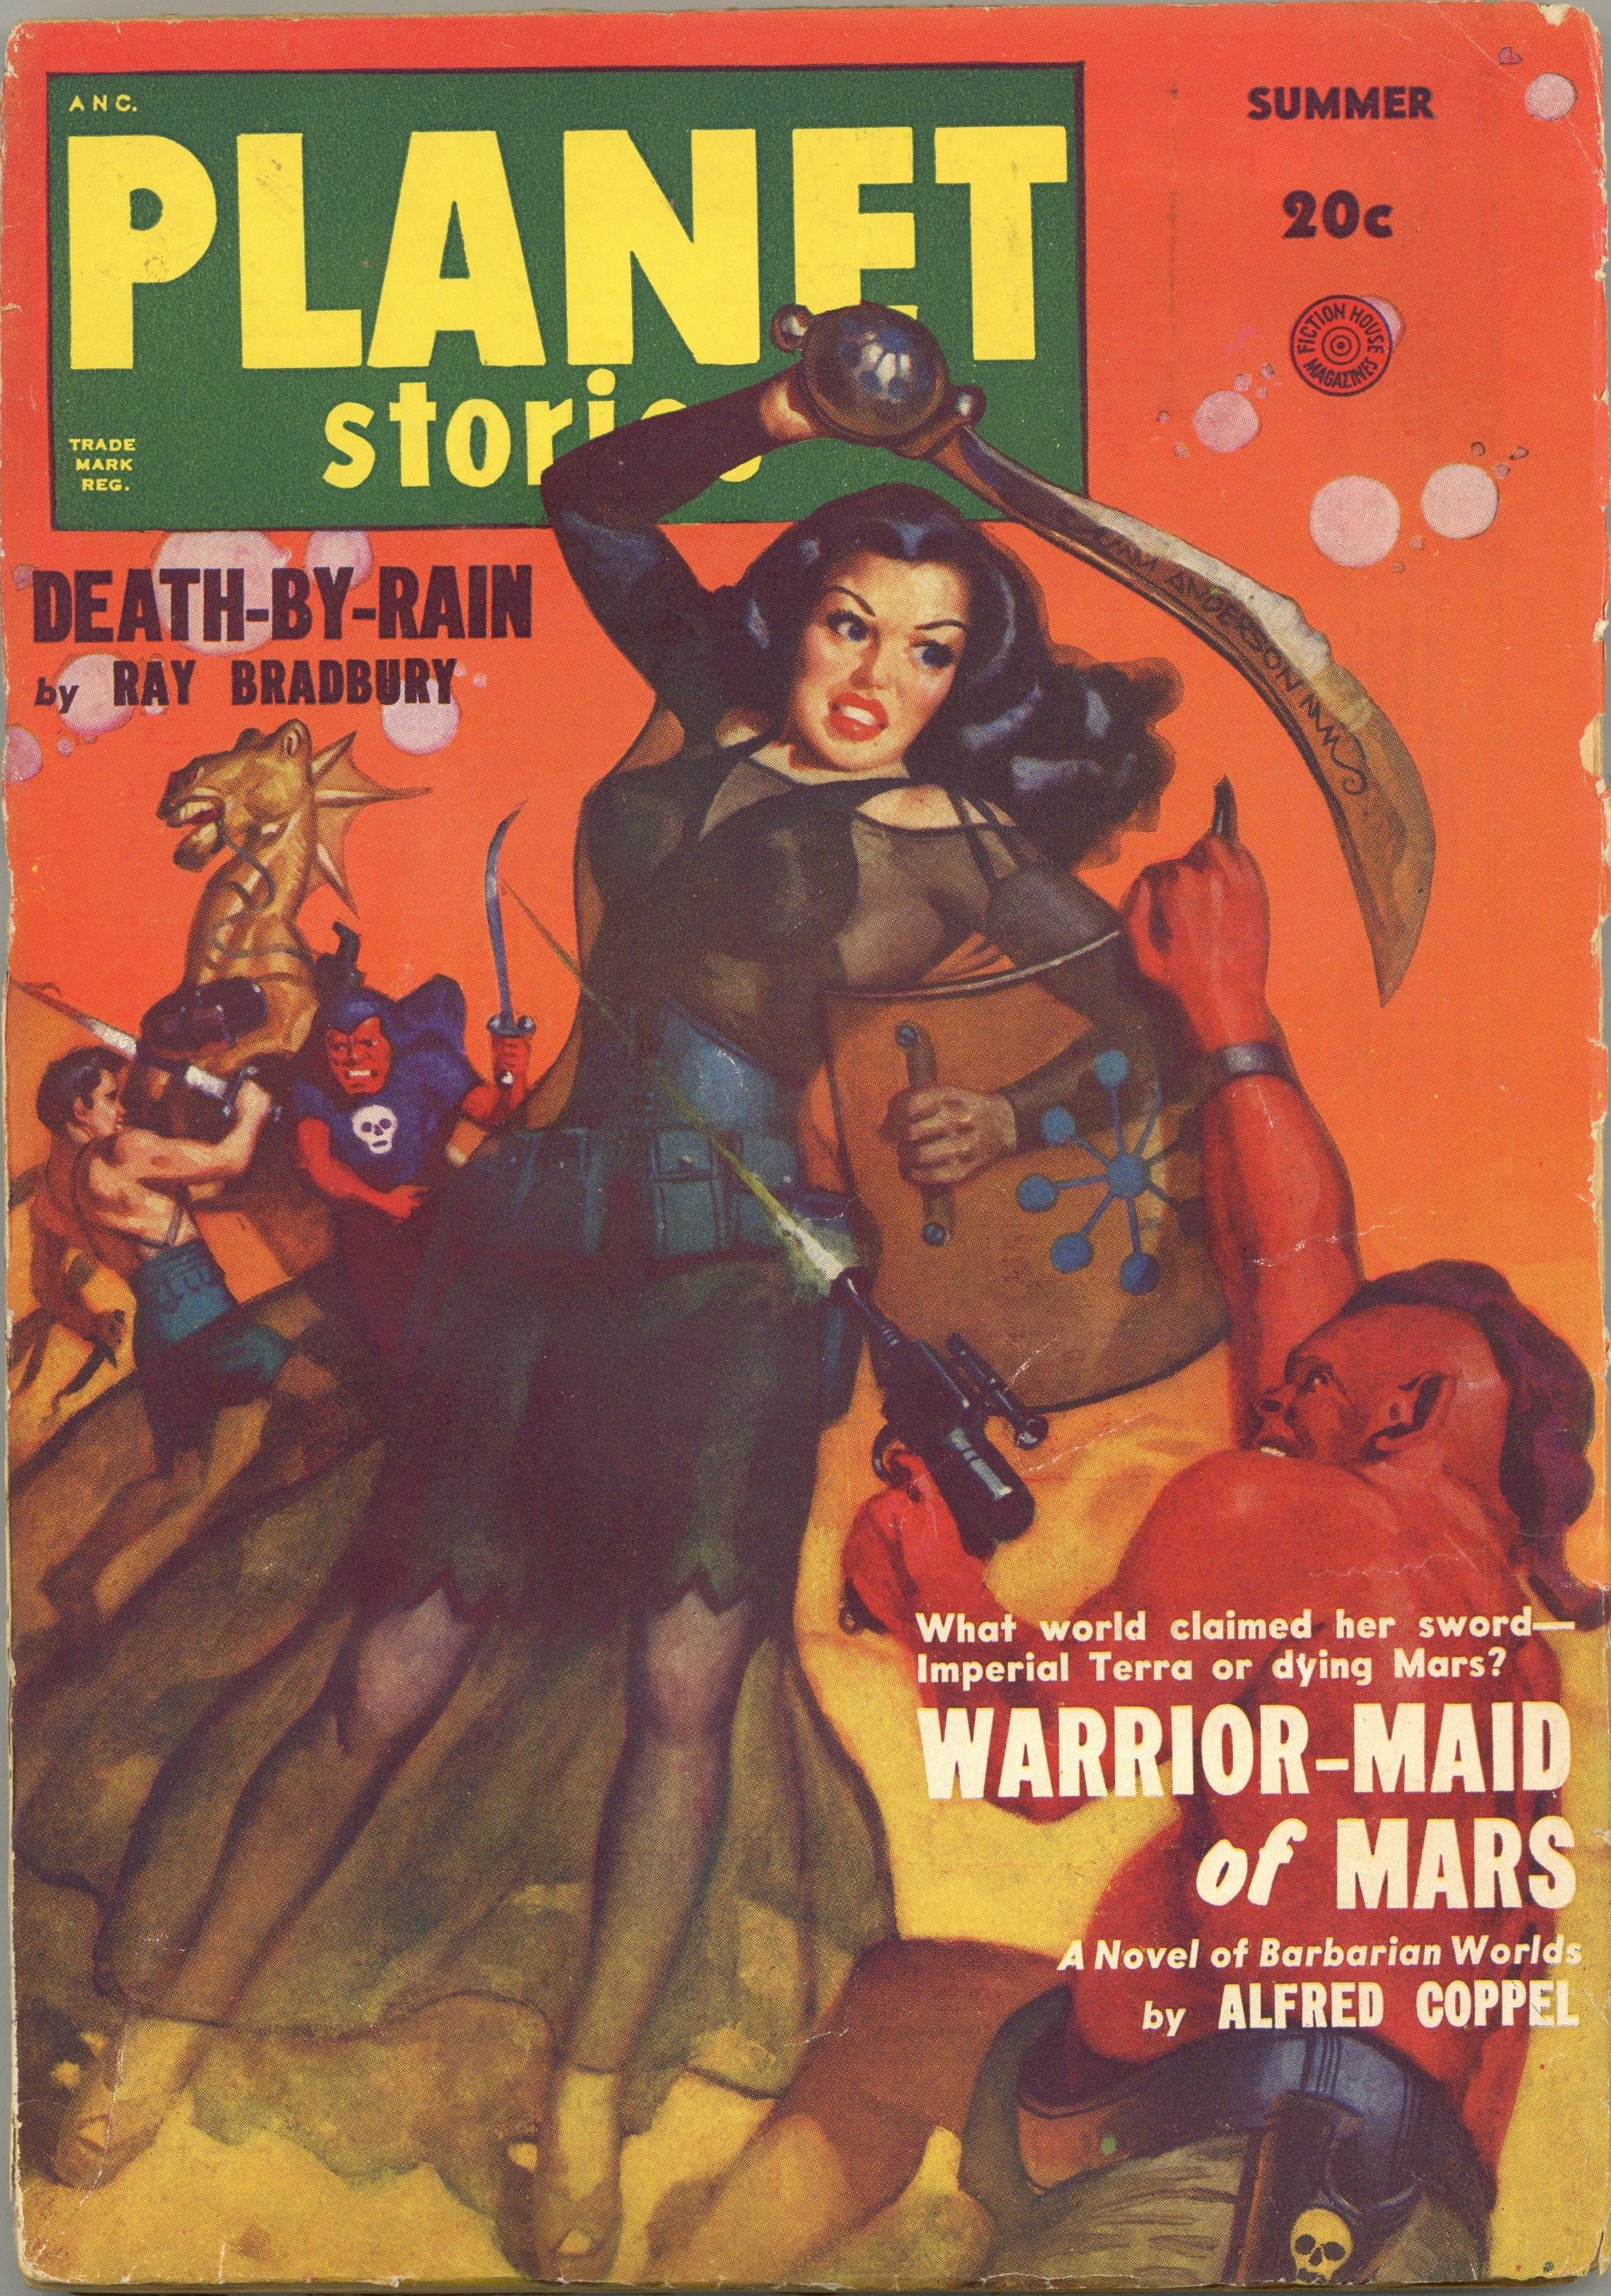 A N C.
PLANET
stories
TRADE
MARK
REG.
SUMMER
20c
FICTION HOUSE
MAGAZINES
DEATH-BY-RAIN
by RAY BRADBURY
ANDERSON
What world claimed her sword—
Imperial Terra or dying Mars?
WARRIOR-MAID
of MARS
A Novel of Barbarian Worlds
by ALFRED COPPEL